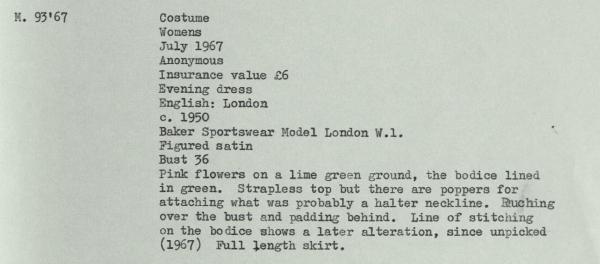 M. 93'67 Costume
Womens
July 1967
Anonymous
Insurance value £6
Evening dress
English: London
c. 1950
Baker Sportswear Model London W.1.
Figured satin
Bust 36
Pink flowers on a lime green ground, the bodice lined
in green. Strapless top but there are poppers for
attaching what was probably a halter neckline. Ruching
over the bust and padding behind. Line of stitching
on the bodice shows a later alteration, since unpicked
(1967) Full length skirt.